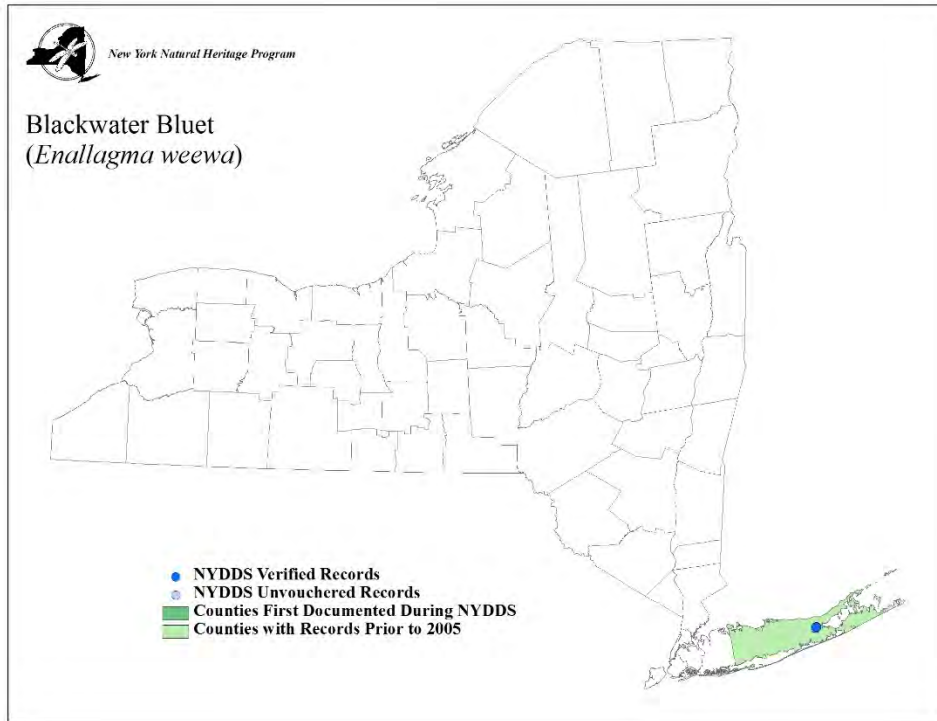 New York Natural Heritage Program
Blackwater Bluet
(Enallagma weewa)
NYDDS Verified Records
NYDDS Unvouchered Records
Counties First Documented During NYDDS
Counties with Records Prior to 2005